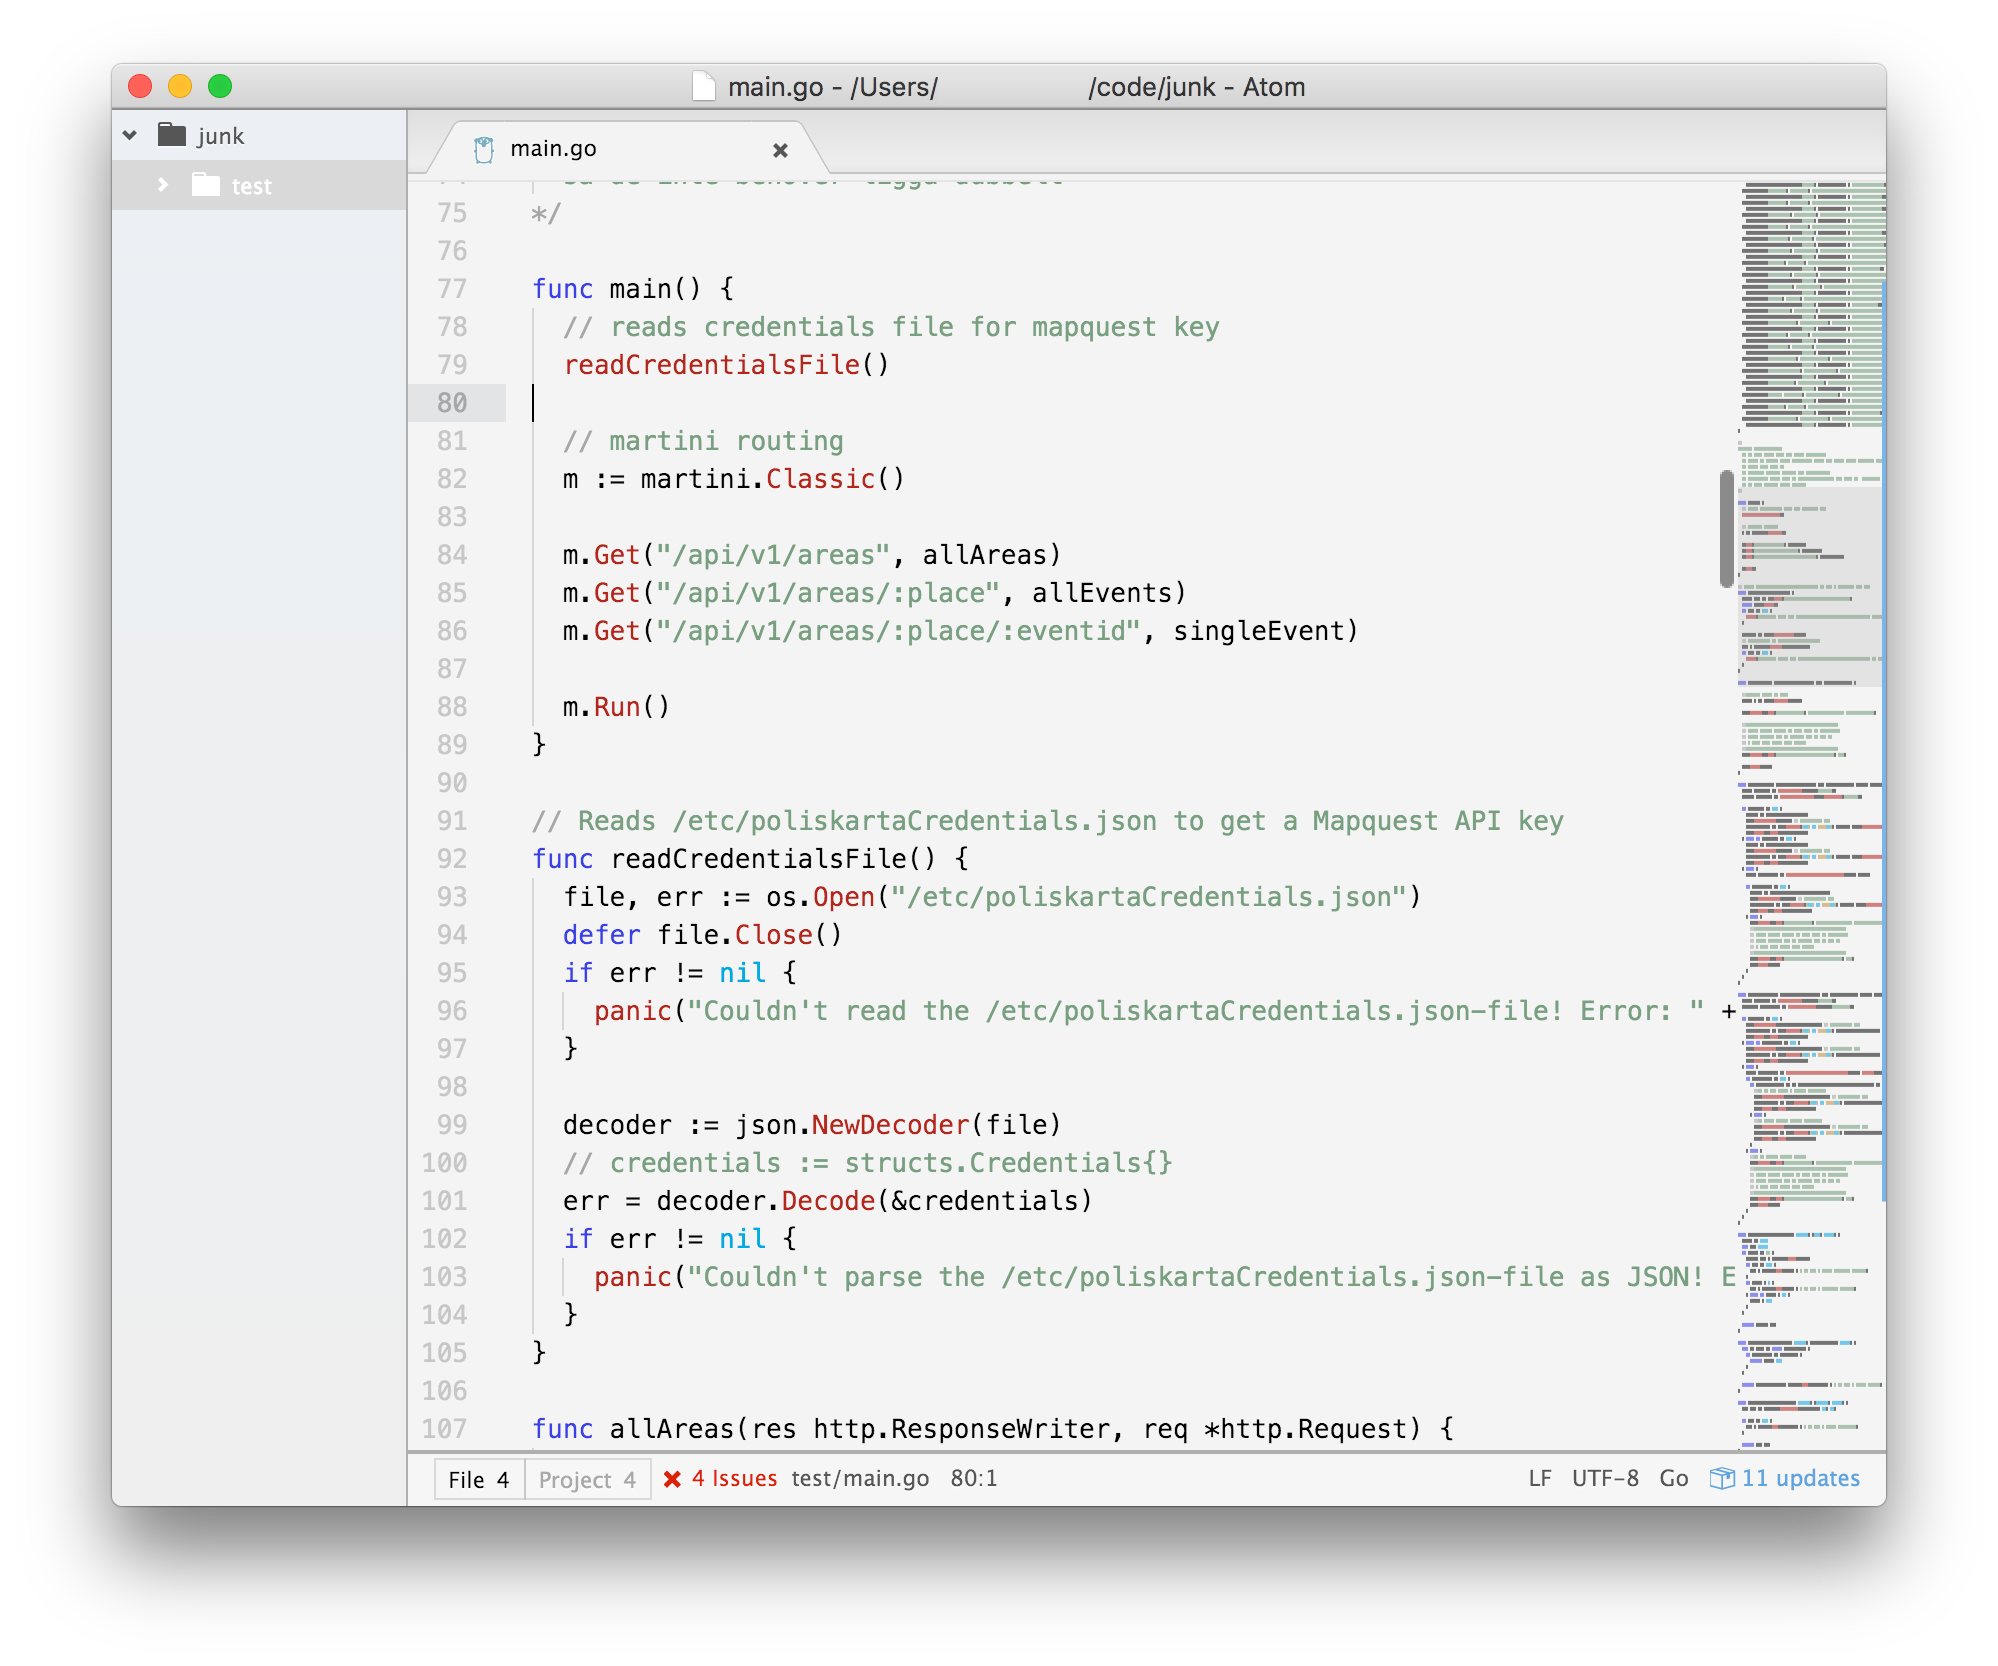 main.go - /Users/ /code/junk - Atom
junk
test
main.go
75 */
76
77 func main() {
78 // reads credentials file for mapquest key
79 readCredentialsFile()
80
81 // martini routing
82 m := martini.Classic()
83
84 m.Get("/api/v1/areas", allAreas)
85 m.Get("/api/v1/areas/:place", allEvents)
86 m.Get("/api/v1/areas/:place/:eventid", singleEvent)
87
88 m.Run()
89 }
90
91 // Reads /etc/poliskartaCredentials.json to get a Mapquest API key
92 func readCredentialsFile() {
93 file, err := os.Open("/etc/poliskartaCredentials.json")
94 defer file.Close()
95 if err != nil {
96 panic("Couldn't read the /etc/poliskartaCredentials.json-file! Error: " +
97 }
98
99 decoder := json.NewDecoder(file)
100 // credentials := structs.Credentials{}
101 err = decoder.Decode(&credentials)
102 if err != nil {
103 panic("Couldn't parse the /etc/poliskartaCredentials.json-file as JSON! E
104 }
105 }
106
107 func allAreas(res http.ResponseWriter, req *http.Request) {
File 4 Project 4 4 Issues test/main.go 80:1 LF UTF-8 Go 11 updates